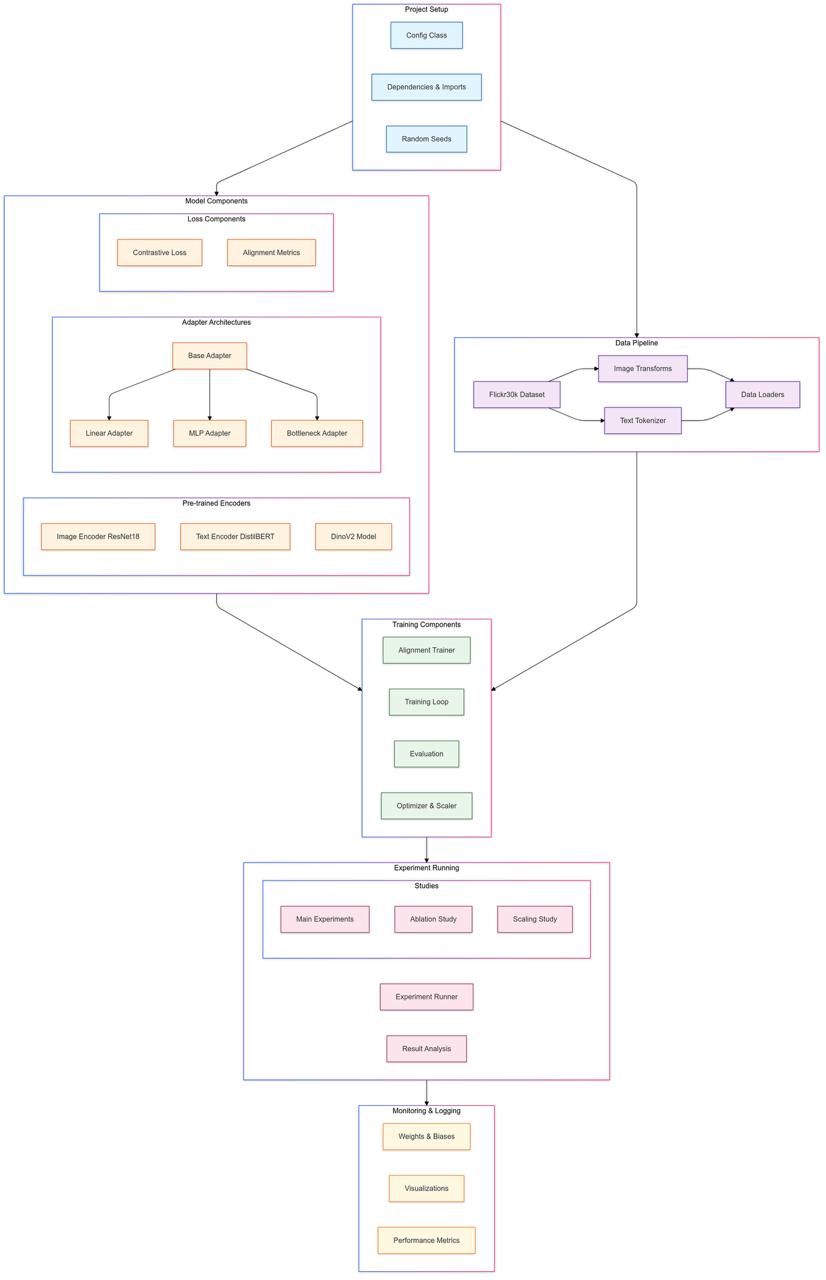 Project Setup
Config Class
Dependencies & Imports
Random Seeds
Model Components
Loss Components
Contrastive Loss
Alignment Metrics
Adapter Architectures
Base Adapter
Linear Adapter
MLP Adapter
Bottleneck Adapter
Pre-trained Encoders
Image Encoder ResNet18
Text Encoder DistilBERT
DinoV2 Model
Data Pipeline
Flickr30k Dataset
Image Transforms
Text Tokenizer
Data Loaders
Training Components
Alignment Trainer
Training Loop
Evaluation
Optimizer & Scaler
Experiment Running
Studies
Main Experiments
Ablation Study
Scaling Study
Experiment Runner
Result Analysis
Monitoring & Logging
Weights & Biases
Visualizations
Performance Metrics